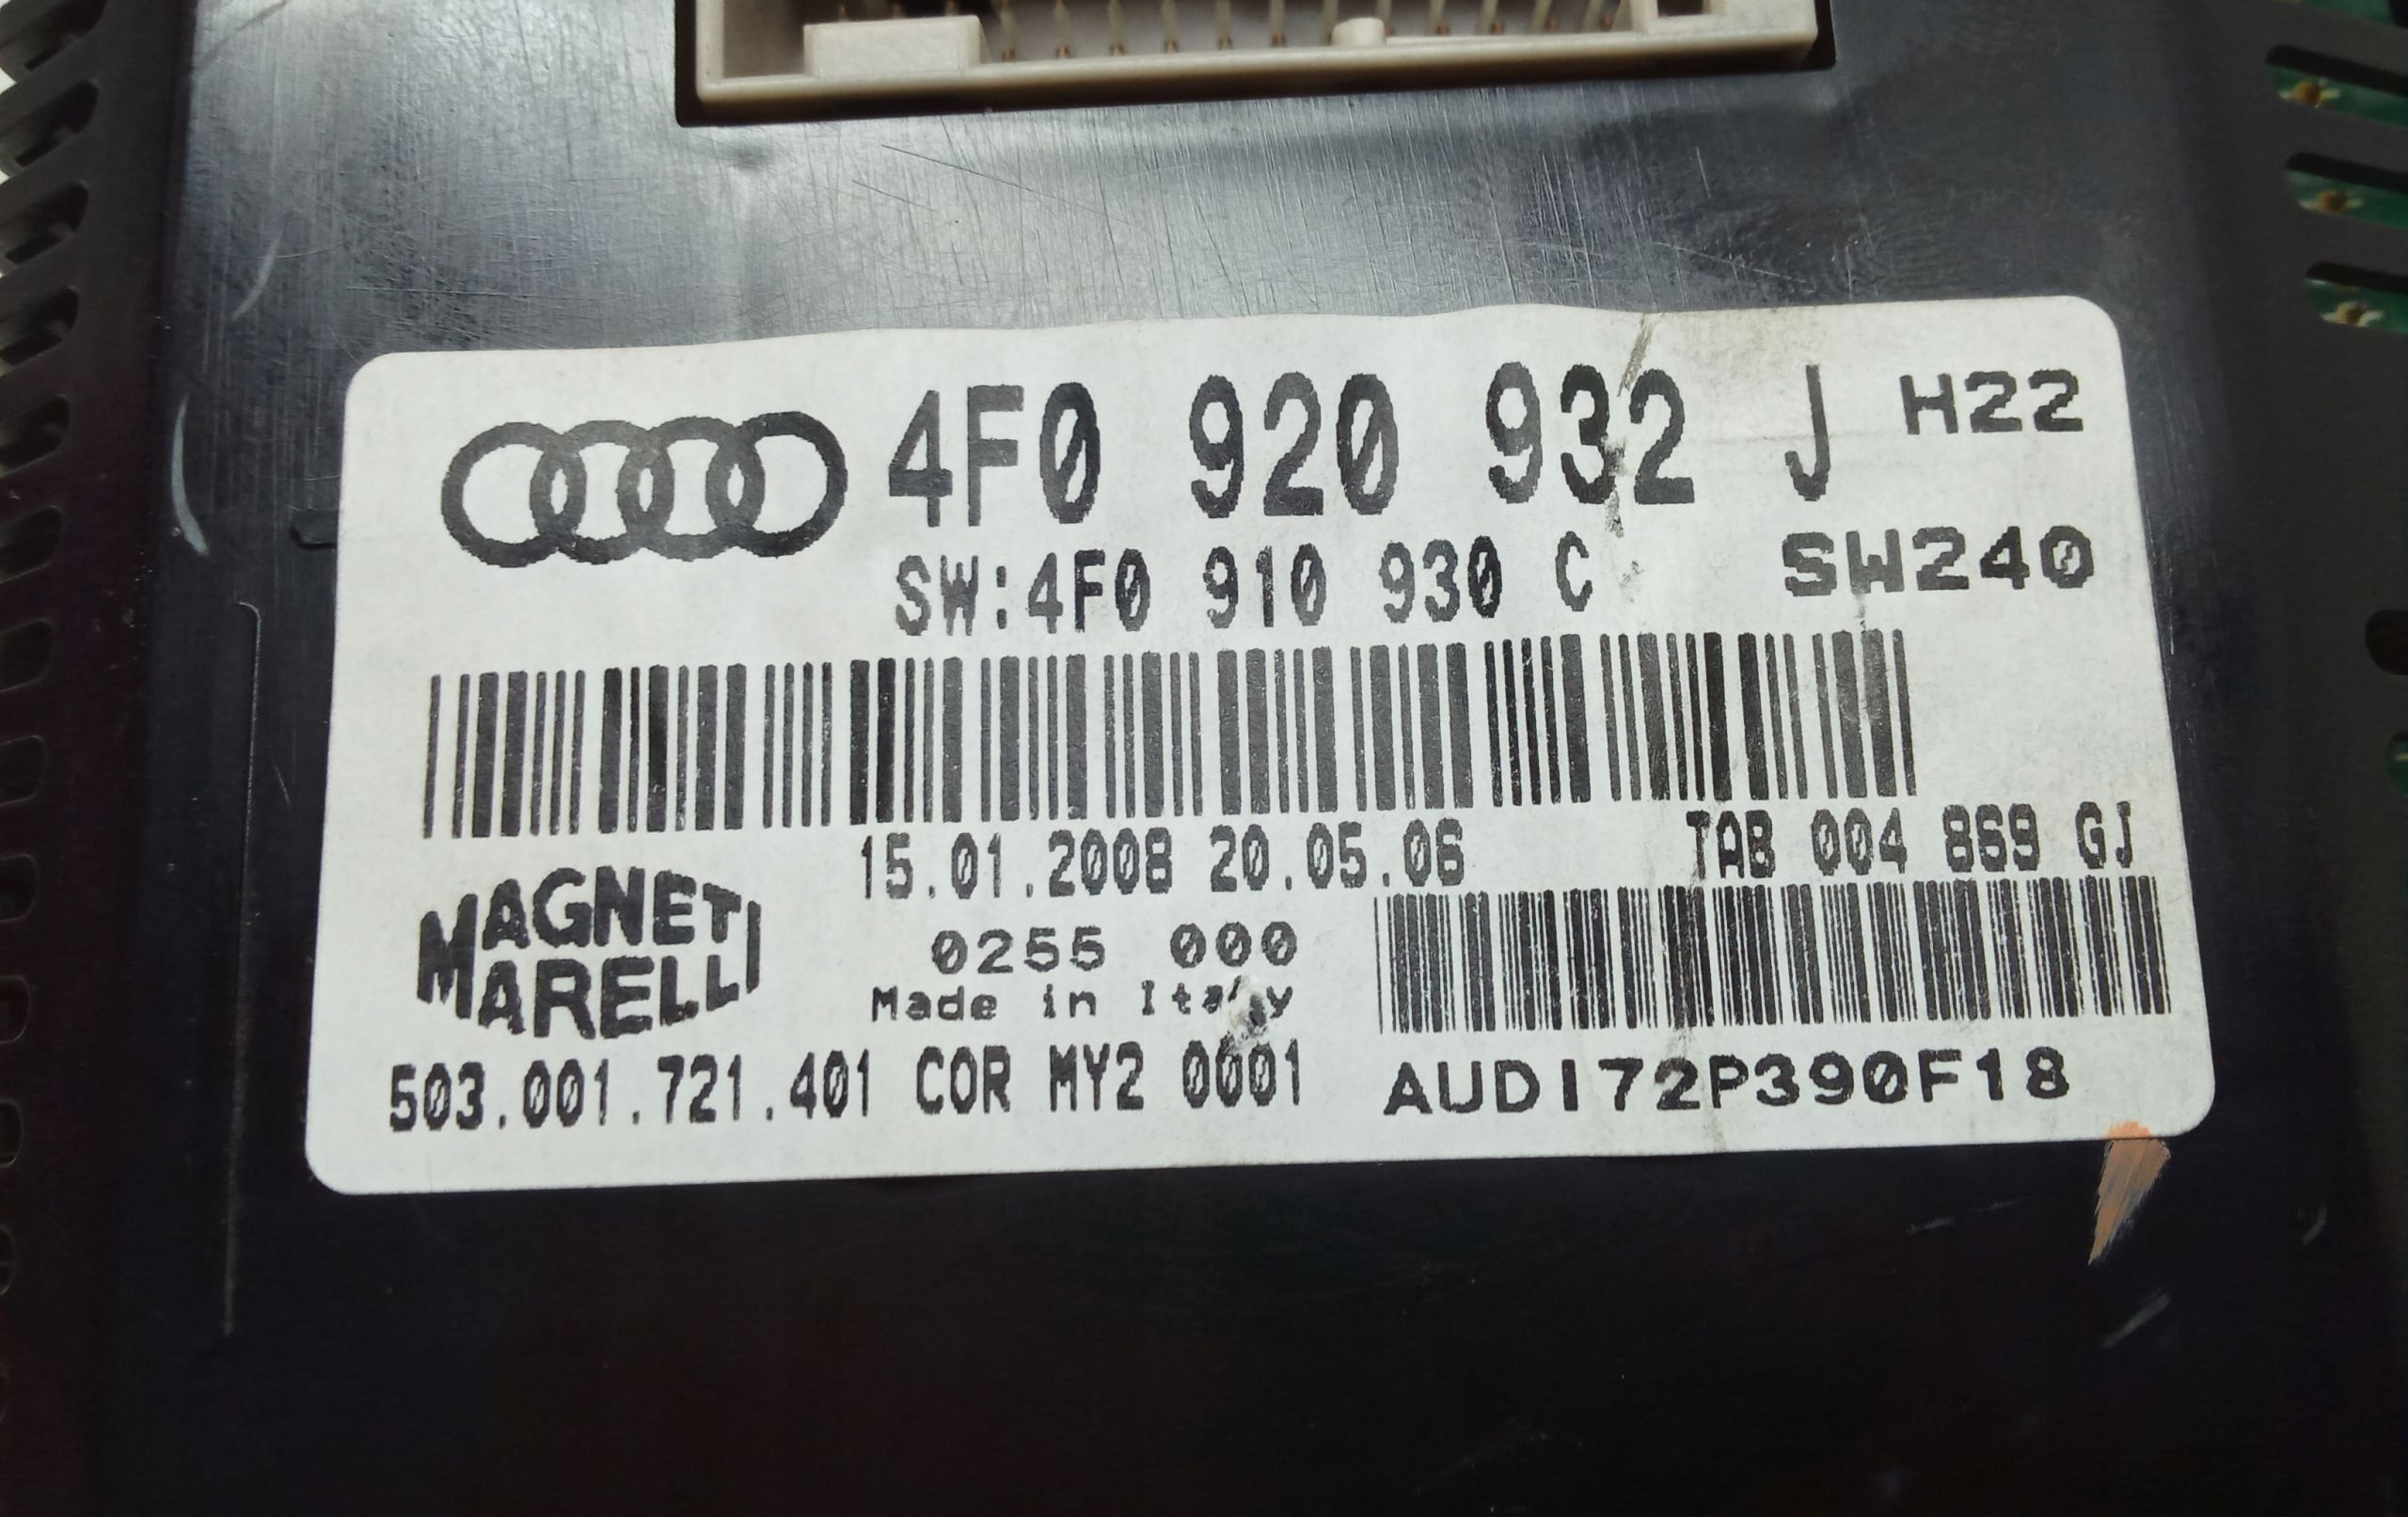 4F0 920 932 J H22
SW:4F0 910 930 C SW240
15.01.2008 20.05.06 TAB 004 869 GJ
MAGNETI
MARELLI
0255 000
Made in Italy
503.001.721.401 COR MY2 0001
AUDI72P390F18